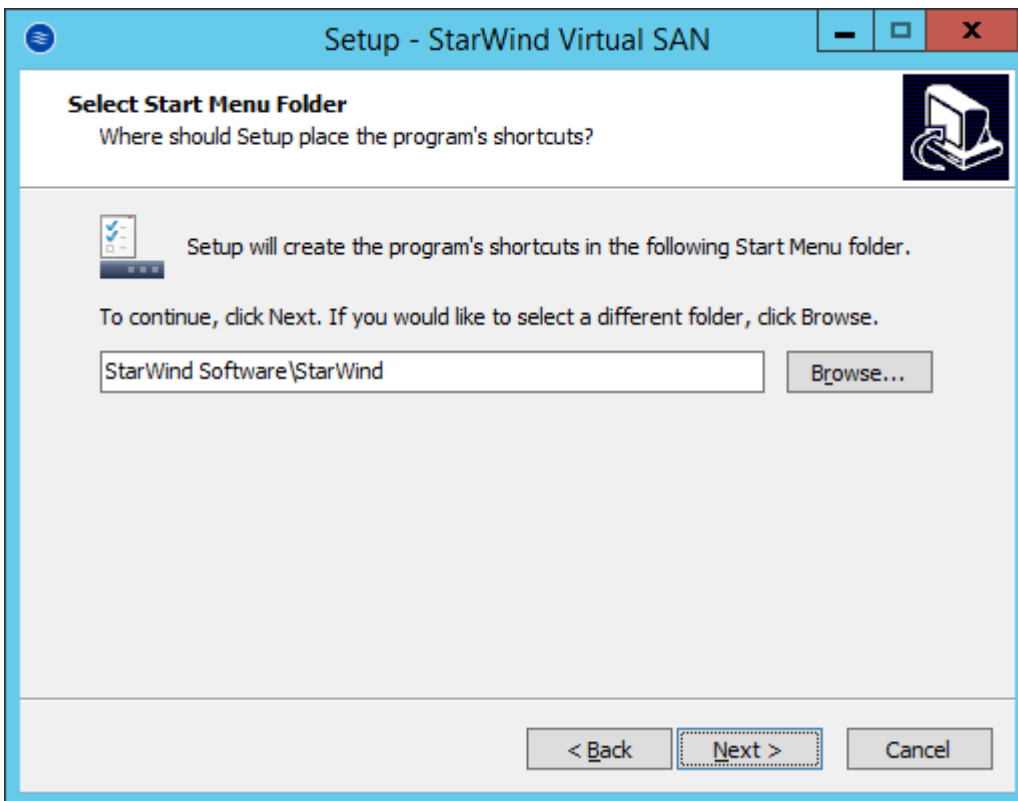 Setup - StarWind Virtual SAN
Select Start Menu Folder
Where should Setup place the program's shortcuts?
Setup will create the program's shortcuts in the following Start Menu folder.
To continue, click Next. If you would like to select a different folder, click Browse.
StarWind Software\StarWind
Browse...
< Back
Next >
Cancel